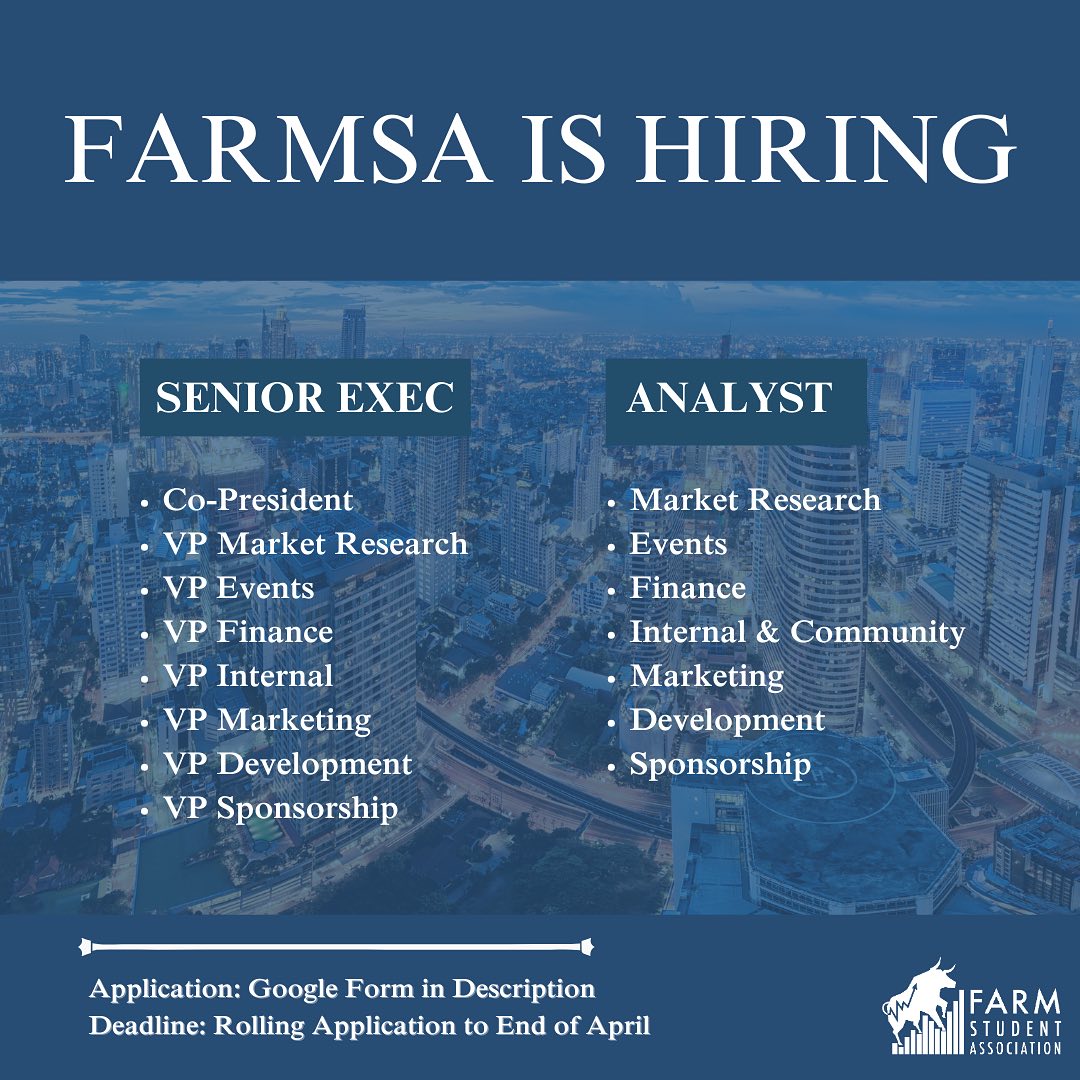 FARMSA IS HIRING
SENIOR EXEC
• Co-President
• VP Market Research
• VP Events
• VP Finance
• VP Internal
• VP Marketing
• VP Development
• VP Sponsorship
ANALYST
• Market Research
• Events
• Finance
• Internal & Community
• Marketing
• Development
• Sponsorship
Application: Google Form in Description
Deadline: Rolling Application to End of April
FARM
STUDENT
ASSOCIATION